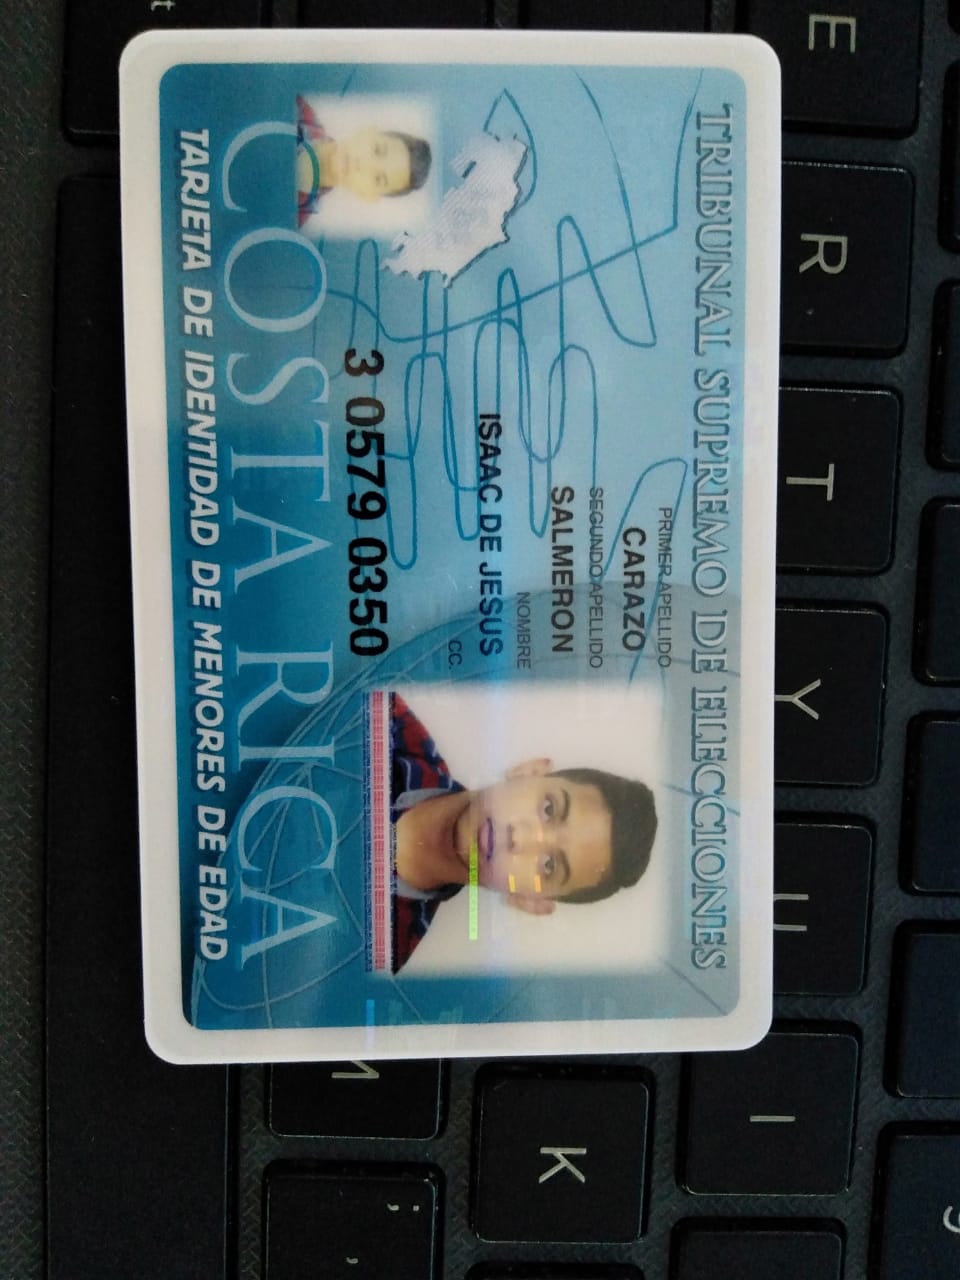 TRIBUNAL SUPREMO DE ELECCIONES
PRIMER APELLIDO
CARAZO
SEGUNDO APELLIDO
SALMERON
NOMBRE
ISAAC DE JESUS
CC.
3 0579 0350
COSTA RICA
TARJETA DE IDENTIDAD DE MENORES DE EDAD
E
R
T
Y
U
I
K
M
;
,
9